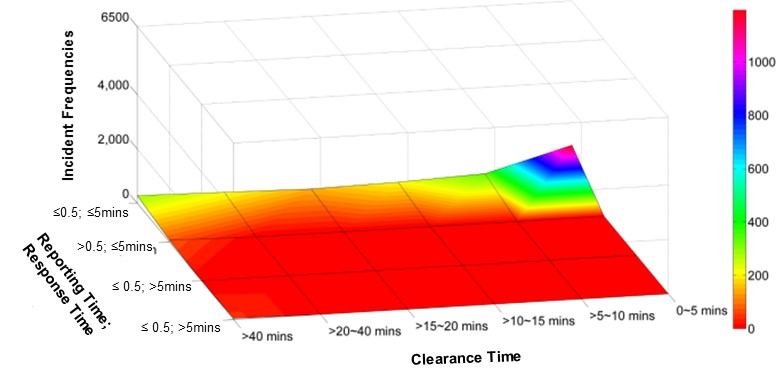 6500
4,000
2,000
0
Incident Frequencies
≤0.5; ≤5mins
>0.5; ≤5mins
≤ 0.5; >5mins
≤ 0.5; >5mins
Reporting Time;
Response Time
>40 mins
>20~40 mins
>15~20 mins
>10~15 mins
>5~10 mins
0~5 mins
Clearance Time
1000
800
600
400
200
0